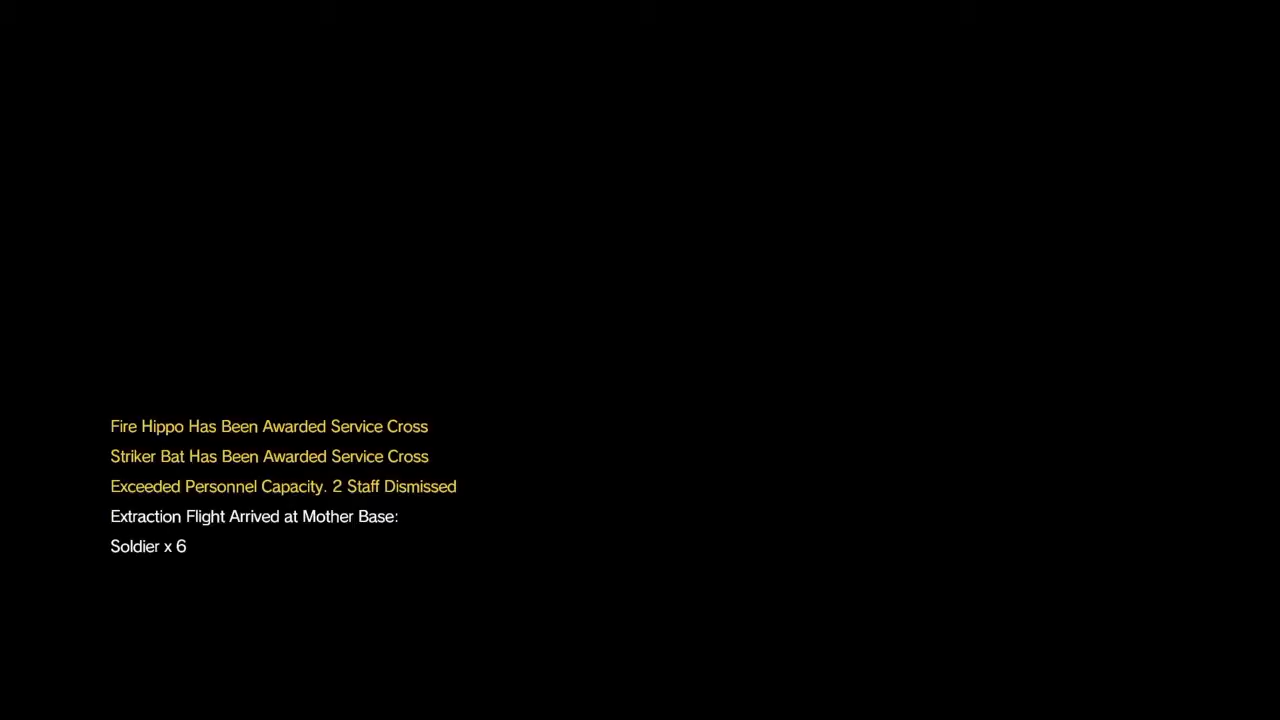 Fire Hippo Has Been Awarded Service Cross
Striker Bat Has Been Awarded Service Cross
Exceeded Personnel Capacity. 2 Staff Dismissed
Extraction Flight Arrived at Mother Base:
Soldier x 6